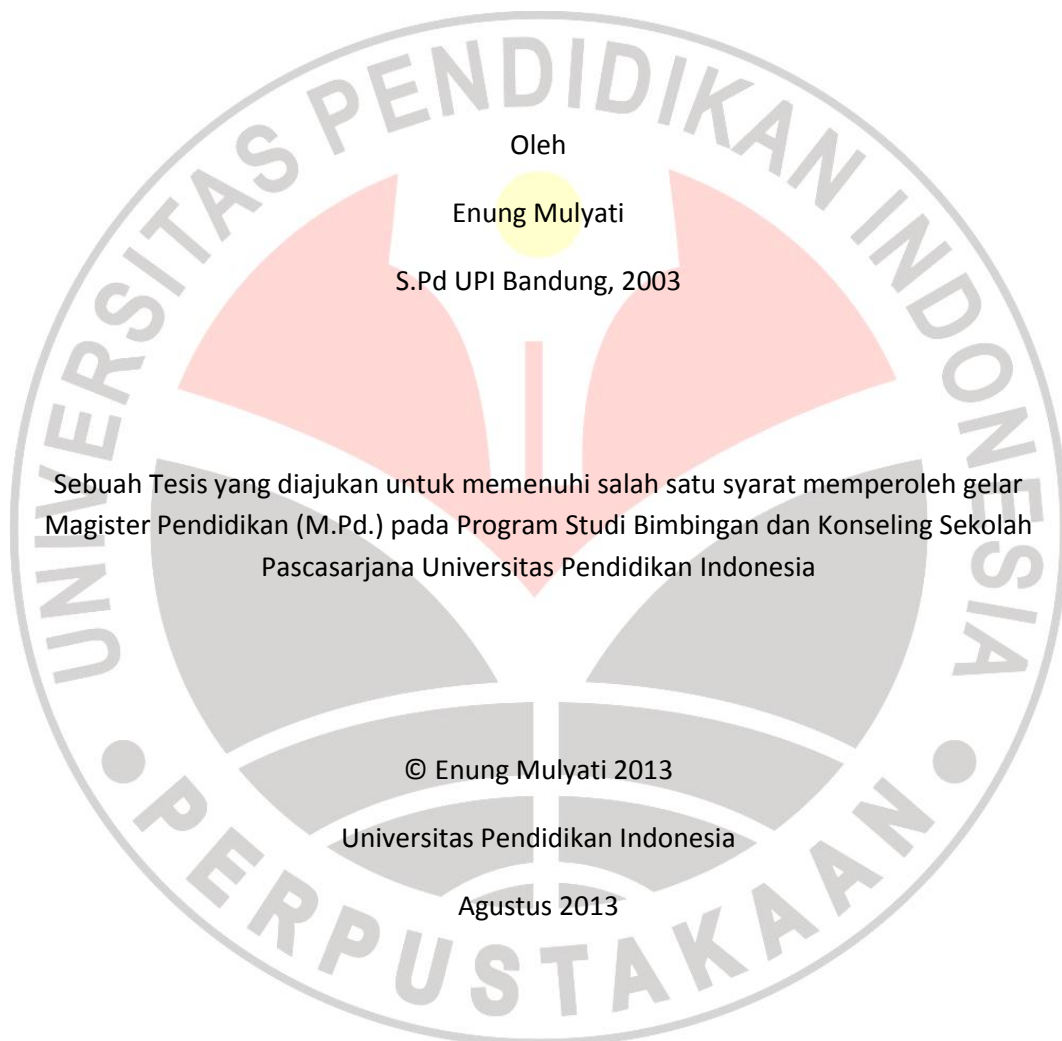 UNIVERSITAS PENDIDIKAN INDONESIA
Oleh
Enung Mulyati
S.Pd UPI Bandung, 2003
Sebuah Tesis yang diajukan untuk memenuhi salah satu syarat memperoleh gelar
Magister Pendidikan (M.Pd.) pada Program Studi Bimbingan dan Konseling Sekolah
Pascasarjana Universitas Pendidikan Indonesia
© Enung Mulyati 2013
Universitas Pendidikan Indonesia
Agustus 2013
PERPUSTAKAAN